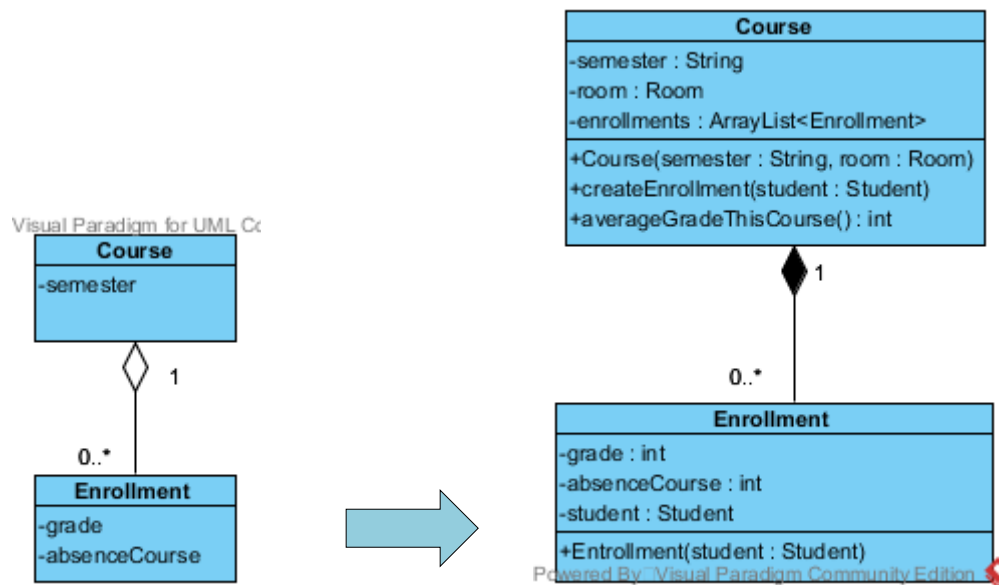 Visual Paradigm for UML Co
Course
-semester
1
0..*
Enrollment
-grade
-absenceCourse
Course
-semester : String
-room : Room
-enrollments : ArrayList<Enrollment>
+Course(semester : String, room : Room)
+createEnrollment(student : Student)
+averageGradeThisCourse() : int
1
0..*
Enrollment
-grade : int
-absenceCourse : int
-student : Student
+Entrollment(student : Student)
Powered By Visual Paradigm Community Edition